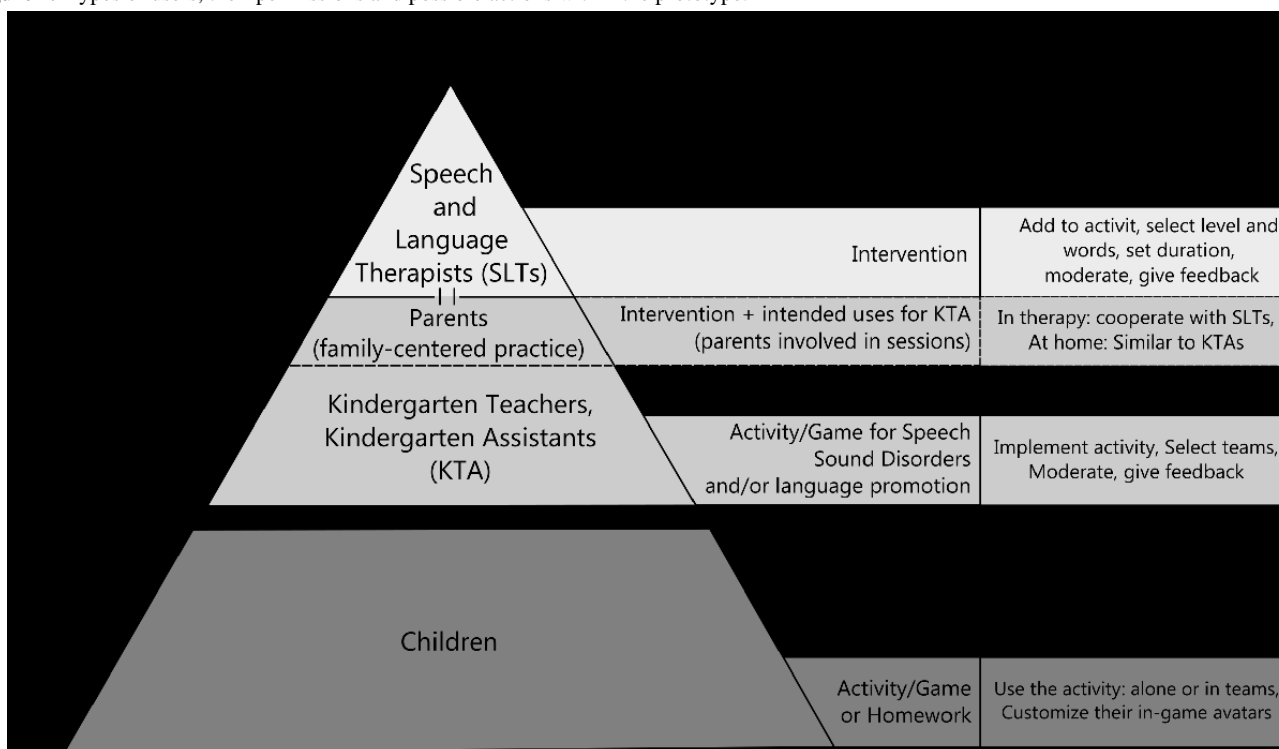 Speech
and
Language
Therapists (SLTs)
Intervention
Add to activit, select level and
words, set duration,
moderate, give feedback
Parents
(family-centered practice)
Intervention + intended uses for KTA
(parents involved in sessions)
In therapy: cooperate with SLTs,
At home: Similar to KTAs
Kindergarten Teachers,
Kindergarten Assistants
(KTA)
Activity/Game for Speech
Sound Disorders
and/or language promotion
Implement activity, Select teams,
Moderate, give feedback
Children
Activity/Game
or Homework
Use the activity: alone or in teams,
Customize their in-game avatars